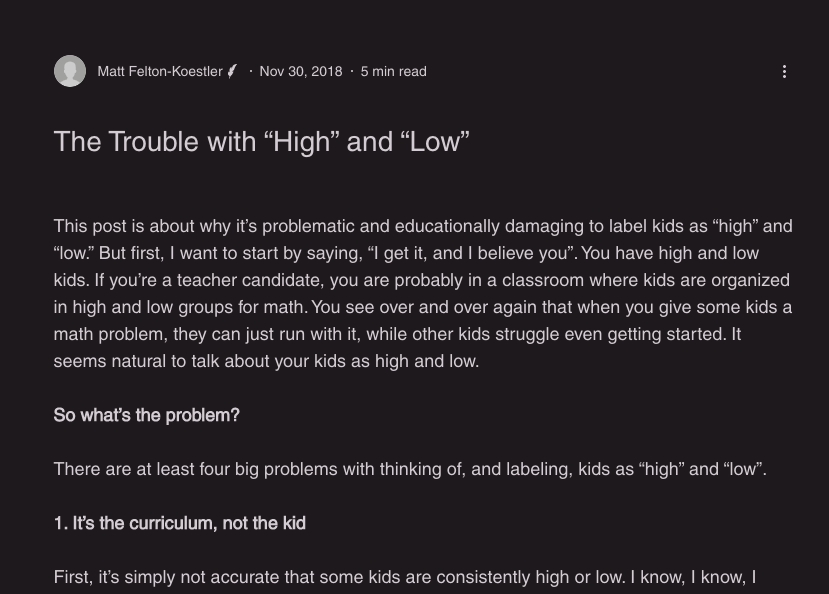 Matt Felton-Koestler · Nov 30, 2018 · 5 min read
The Trouble with “High” and “Low”
This post is about why it’s problematic and educationally damaging to label kids as “high” and
“low.” But first, I want to start by saying, “I get it, and I believe you”. You have high and low
kids. If you’re a teacher candidate, you are probably in a classroom where kids are organized
in high and low groups for math. You see over and over again that when you give some kids a
math problem, they can just run with it, while other kids struggle even getting started. It
seems natural to talk about your kids as high and low.
So what’s the problem?
There are at least four big problems with thinking of, and labeling, kids as “high” and “low”.
1. It’s the curriculum, not the kid
First, it’s simply not accurate that some kids are consistently high or low. I know, I know, I